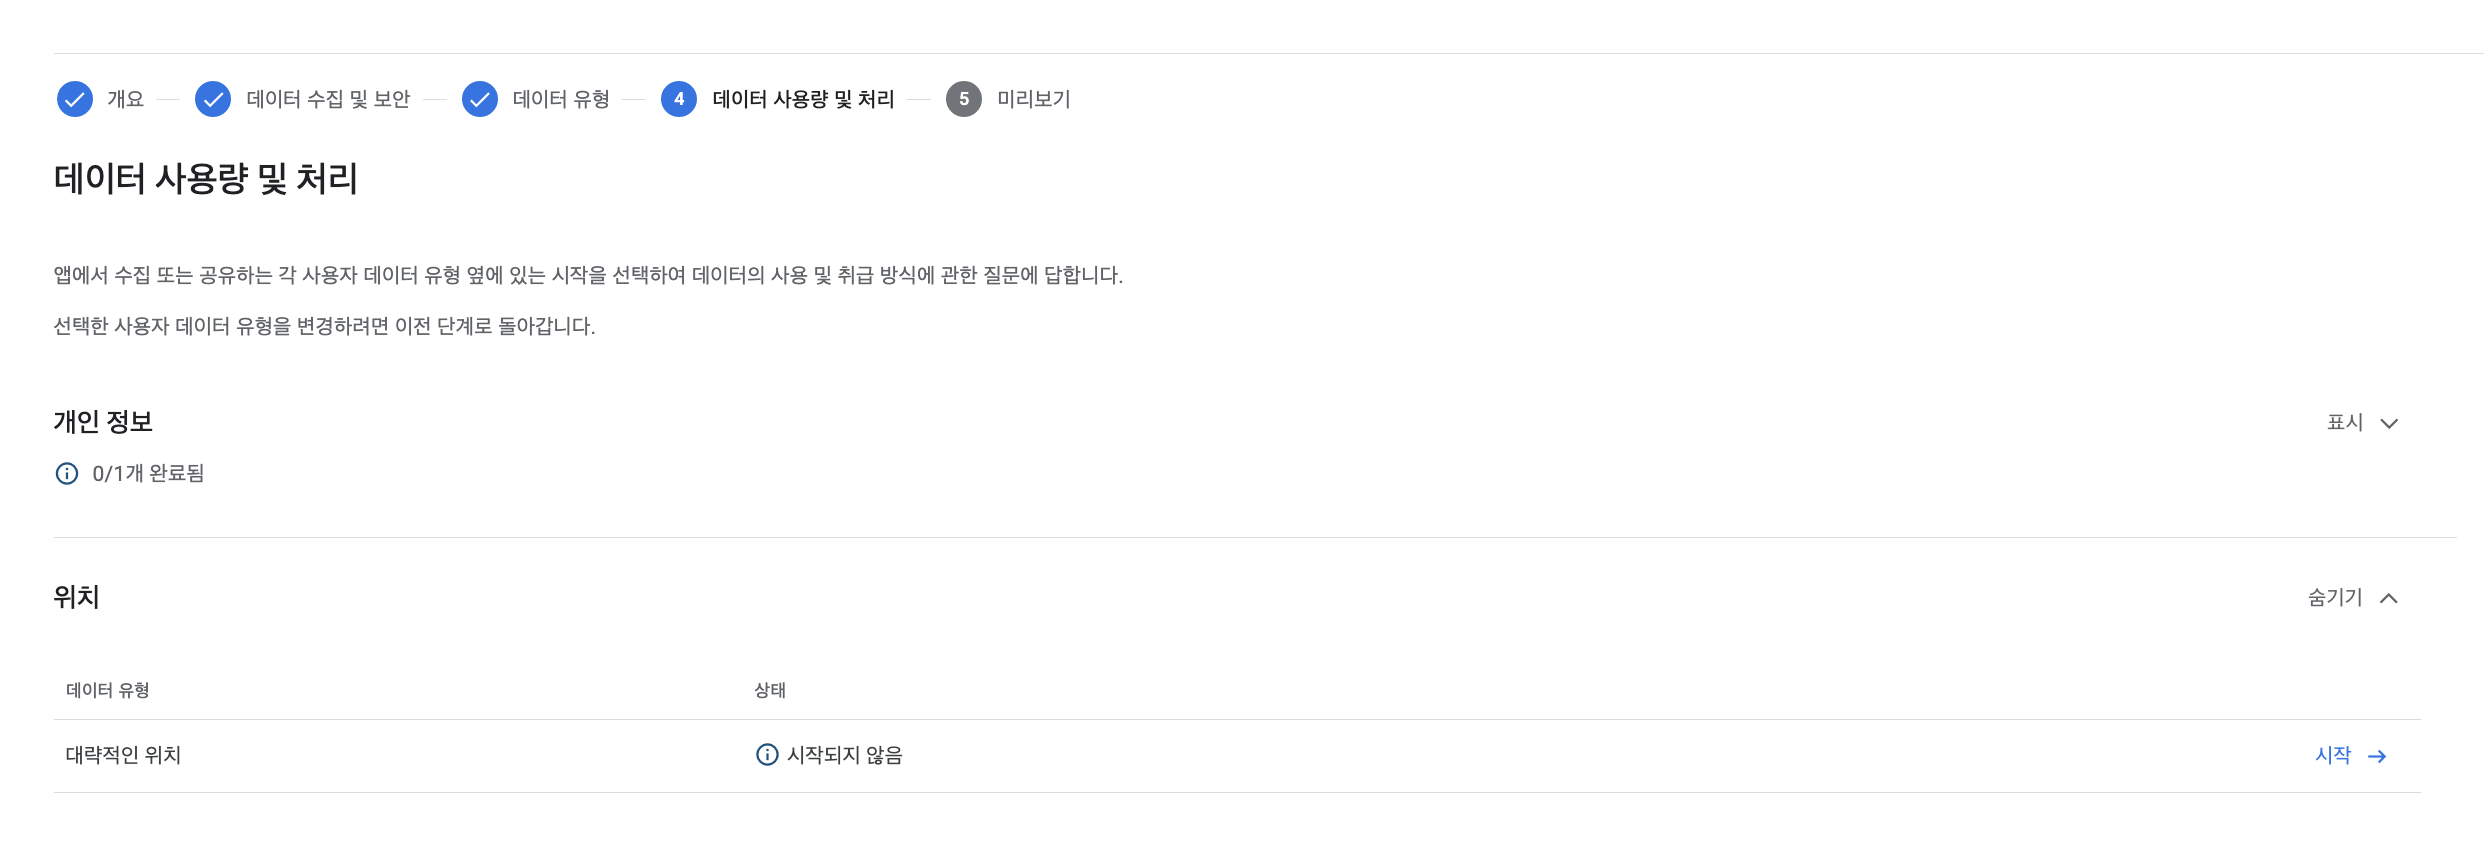 개요 데이터 수집 및 보안 데이터 유형 4 데이터 사용량 및 처리 5 미리보기
데이터 사용량 및 처리
앱에서 수집 또는 공유하는 각 사용자 데이터 유형 옆에 있는 시작을 선택하여 데이터의 사용 및 취급 방식에 관한 질문에 답합니다.
선택한 사용자 데이터 유형을 변경하려면 이전 단계로 돌아갑니다.
개인 정보 표시
0/1개 완료됨
위치 숨기기
데이터 유형 상태
대략적인 위치 시작되지 않음 시작